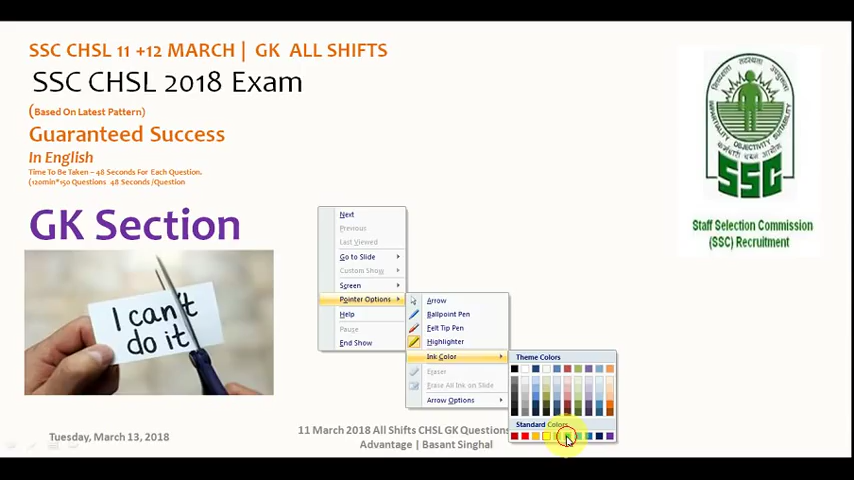 SSC CHSL 11 +12 MARCH | GK ALL SHIFTS
SSC CHSL 2018 Exam
(Based On Latest Pattern)
Guaranteed Success
In English
Time To Be Taken – 48 Seconds For Each Question.
(120min*150 Questions 48 Seconds /Question
GK Section
I can't
do it
SSC
Staff Selection Commission
(SSC) Recruitment
Next
Previous
Last Viewed
Go to Slide
Custom Show
Screen
Pointer Options
Help
Pause
End Show
Arrow
Ballpoint Pen
Felt Tip Pen
Highlighter
Ink Color
Eraser
Erase All Ink on Slide
Arrow Options
Theme Colors
Standard Colors
Tuesday, March 13, 2018
11 March 2018 All Shifts CHSL GK Questions
Advantage | Basant Singhal